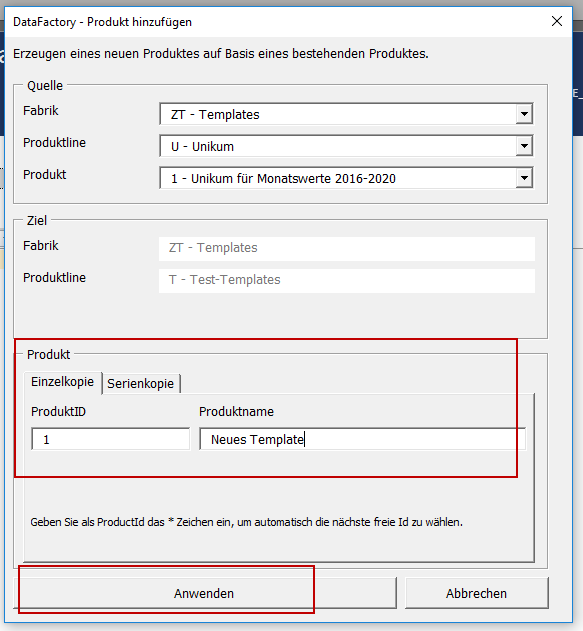 DataFactory - Produkt hinzufügen
Erzeugen eines neuen Produktes auf Basis eines bestehenden Produktes.
Quelle
Fabrik ZT - Templates
Produktline U - Unikum
Produkt 1 - Unikum für Monatswerte 2016-2020
Ziel
Fabrik ZT - Templates
Produktline T - Test-Templates
Produkt
Einzelkopie Serienkopie
ProduktID Produktname
1 Neues Template
Geben Sie als ProductId das * Zeichen ein, um automatisch die nächste freie Id zu wählen.
Anwenden Abbrechen